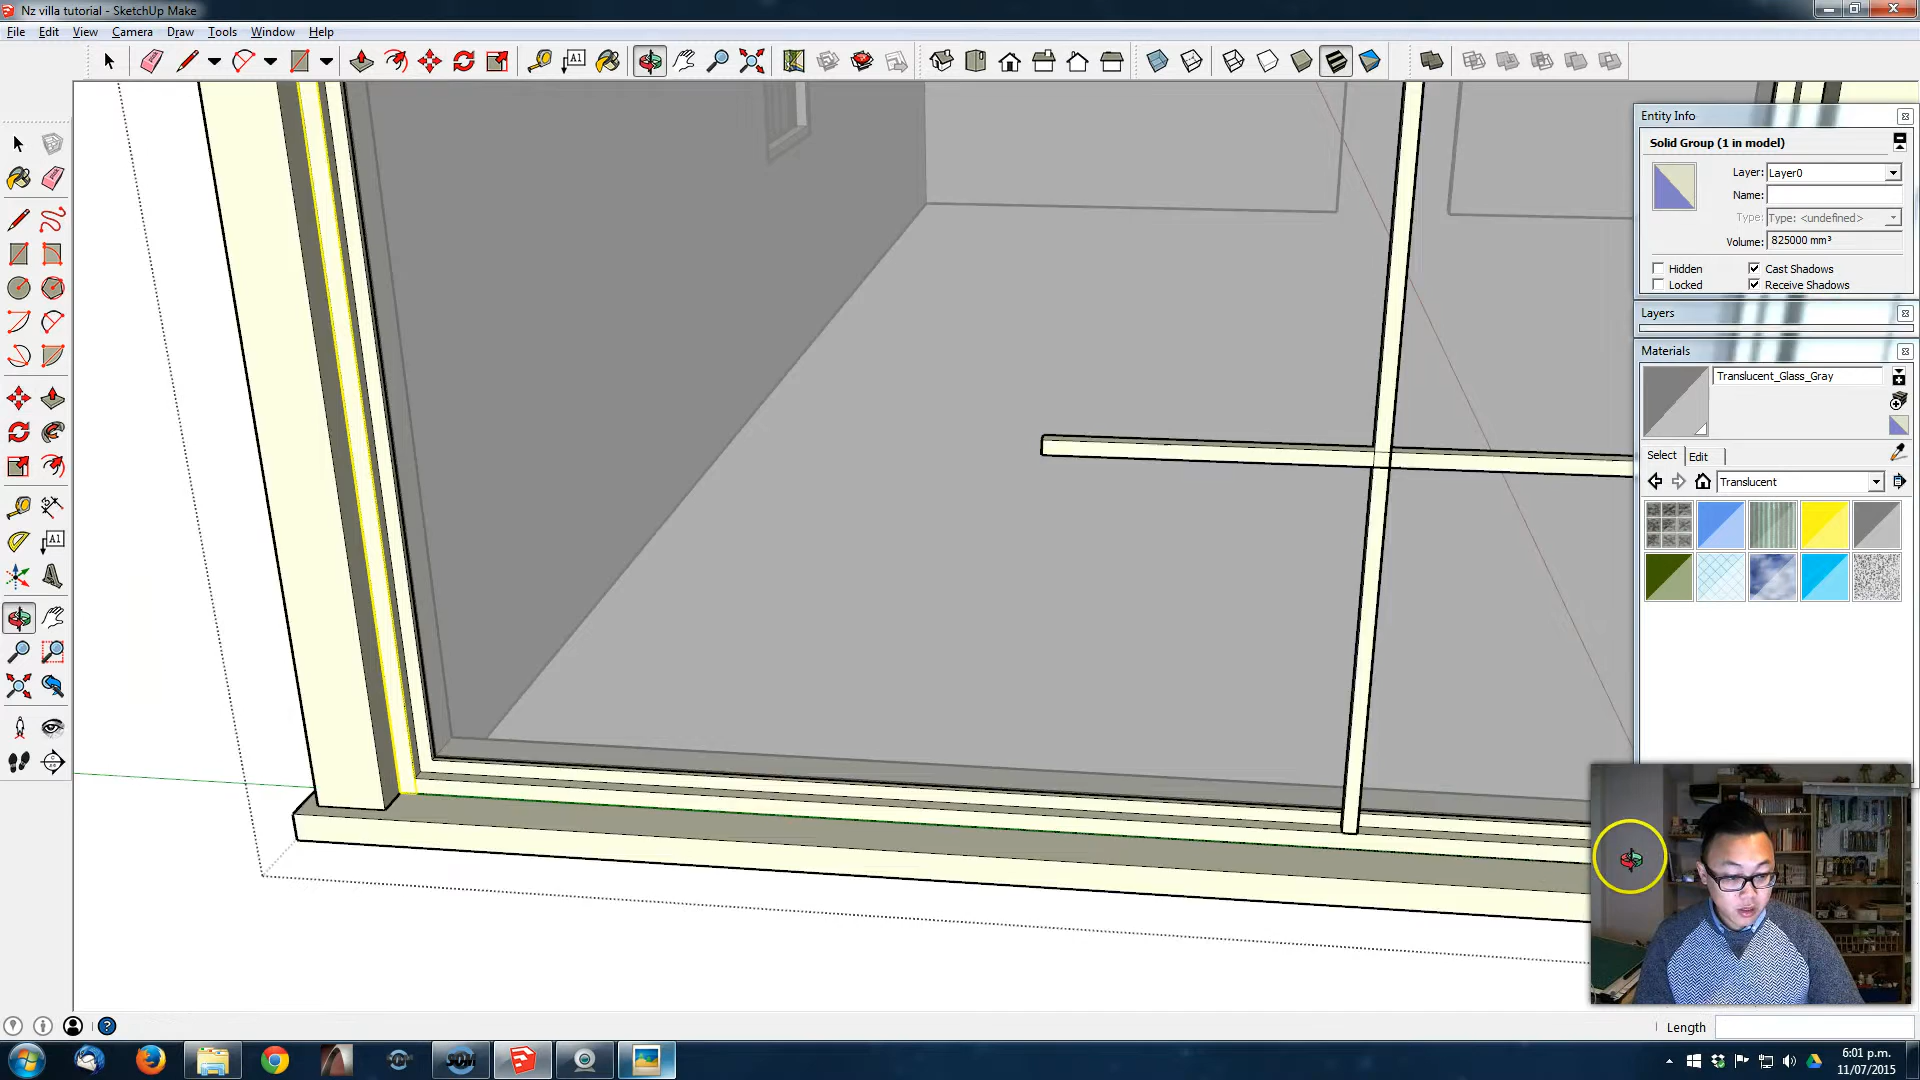 Nz villa tutorial - SketchUp Make
File Edit View Camera Draw Tools Window Help
A1
Entity Info
Solid Group (1 in model)
Layer: Layer0
Name:
Type: Type: <undefined>
Volume: 825000 mm³
Hidden Cast Shadows
Locked Receive Shadows
Layers
Materials
Translucent_Glass_Gray
Select Edit
Translucent
A1
Length
6:01 p.m.
11/07/2015